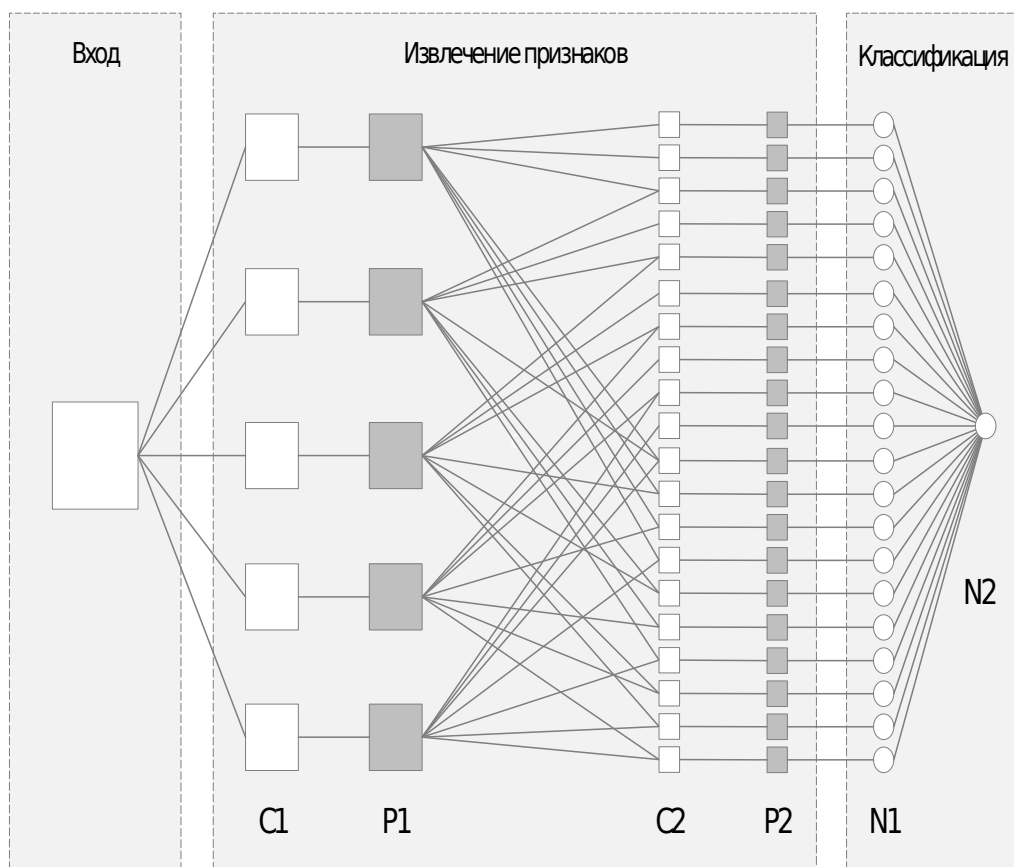 Вход
Извлечение признаков
Классификация
N2
C1
P1
C2
P2
N1